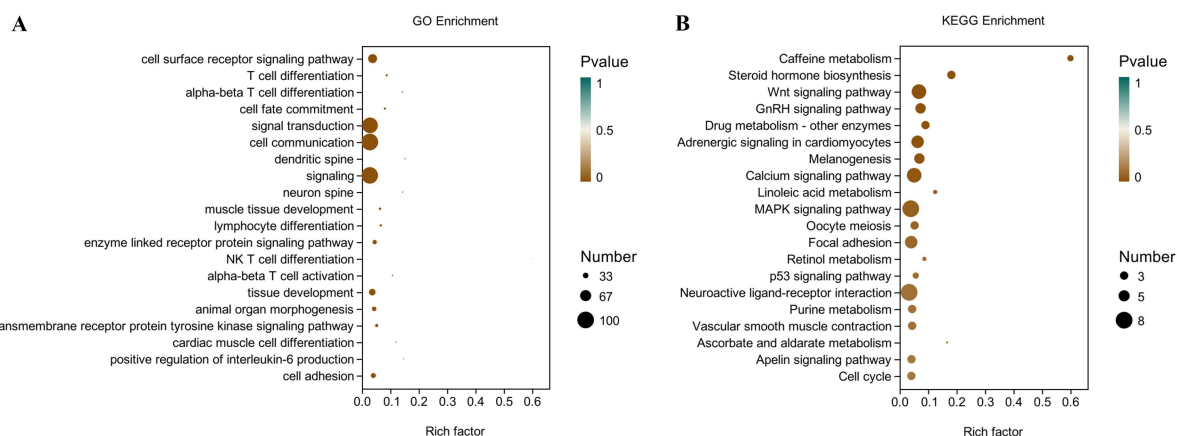 A
GO Enrichment
cell surface receptor signaling pathway
T cell differentiation
alpha-beta T cell differentiation
cell fate commitment
signal transduction
cell communication
dendritic spine
signaling
neuron spine
muscle tissue development
lymphocyte differentiation
enzyme linked receptor protein signaling pathway
NK T cell differentiation
alpha-beta T cell activation
tissue development
animal organ morphogenesis
ansmembrane receptor protein tyrosine kinase signaling pathway
cardiac muscle cell differentiation
positive regulation of interleukin-6 production
cell adhesion
0.0 0.1 0.2 0.3 0.4 0.5 0.6
Rich factor
Pvalue
1
0.5
0
Number
33
67
100
B
KEGG Enrichment
Caffeine metabolism
Steroid hormone biosynthesis
Wnt signaling pathway
GnRH signaling pathway
Drug metabolism - other enzymes
Adrenergic signaling in cardiomyocytes
Melanogenesis
Calcium signaling pathway
Linoleic acid metabolism
MAPK signaling pathway
Oocyte meiosis
Focal adhesion
Retinol metabolism
p53 signaling pathway
Neuroactive ligand-receptor interaction
Purine metabolism
Vascular smooth muscle contraction
Ascorbate and aldarate metabolism
Apelin signaling pathway
Cell cycle
0.0 0.1 0.2 0.3 0.4 0.5 0.6
Rich factor
Pvalue
1
0.5
0
Number
3
5
8